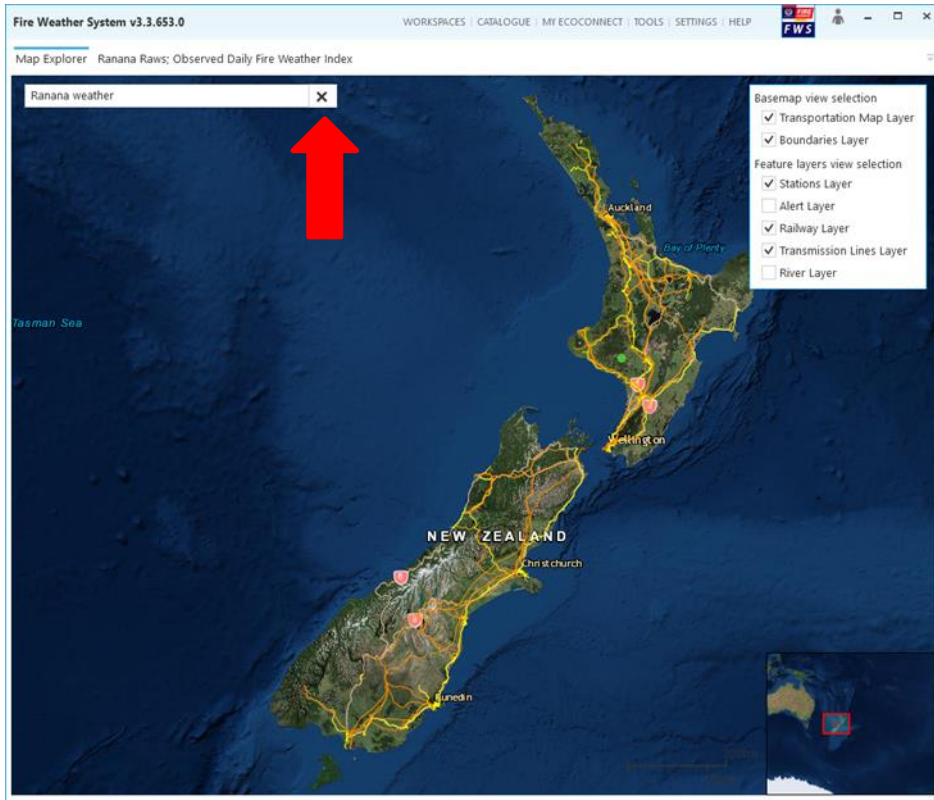 Fire Weather System v3.3.653.0
WORKSPACES | CATALOGUE | MY ECOCONNECT | TOOLS | SETTINGS | HELP
FIRE
FWS
Map Explorer Ranana Raws; Observed Daily Fire Weather Index
Ranana weather
Basemap view selection
Transportation Map Layer
Boundaries Layer
Feature layers view selection
Stations Layer
Alert Layer
Railway Layer
Transmission Lines Layer
River Layer
Auckland
Bay of Plenty
Tasman Sea
Wellington
NEW ZEALAND
Christchurch
Dunedin